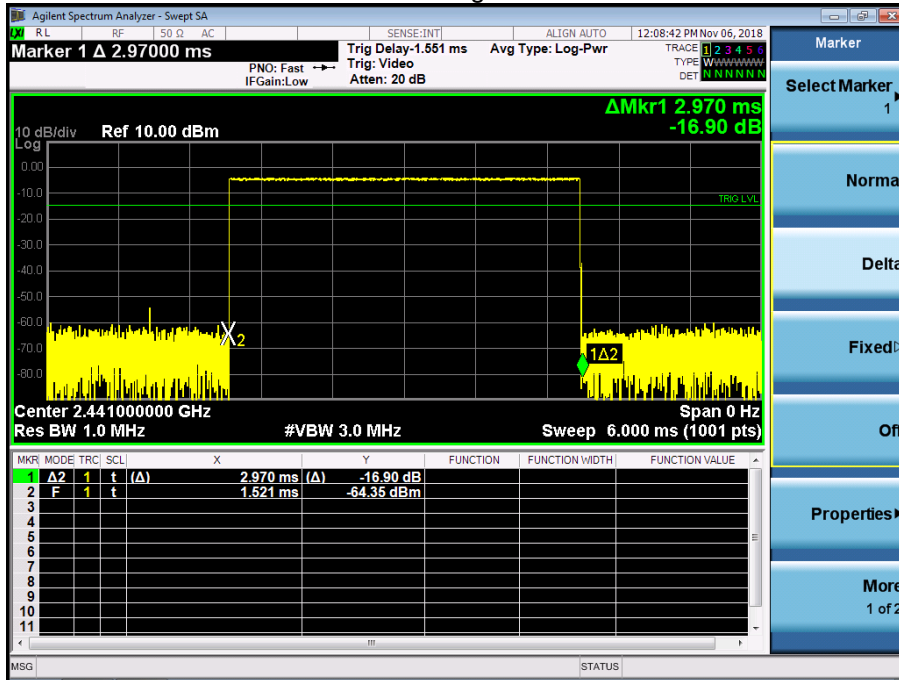 Agilent Spectrum Analyzer - Swept SA
LXI RL RF 50 Ω AC SENSE:INT ALIGN AUTO 12:08:42 PM Nov 06, 2018
Marker 1 Δ 2.97000 ms
PNO: Fast
IFGain:Low
Trig Delay-1.551 ms
Trig: Video
Atten: 20 dB
Avg Type: Log-Pwr
TRACE 1 2 3 4 5 6
TYPE WWWWWW
DET N N N N N N
ΔMkr1 2.970 ms
-16.90 dB
10 dB/div Ref 10.00 dBm
Log
0.00
-10.0
TRIG LVL
-20.0
-30.0
-40.0
-50.0
-60.0
-70.0
-80.0
2
1Δ2
Center 2.441000000 GHz Span 0 Hz
Res BW 1.0 MHz #VBW 3.0 MHz Sweep 6.000 ms (1001 pts)
MKR MODE TRC SCL X Y FUNCTION FUNCTION WIDTH FUNCTION VALUE
1 Δ2 1 t (Δ) 2.970 ms (Δ) -16.90 dB
2 F 1 t 1.521 ms -64.35 dBm
3
4
5
6
7
8
9
10
11
MSG STATUS
Marker
Select Marker
1
Norma
Delta
Fixed
Of
Properties
More
1 of 2